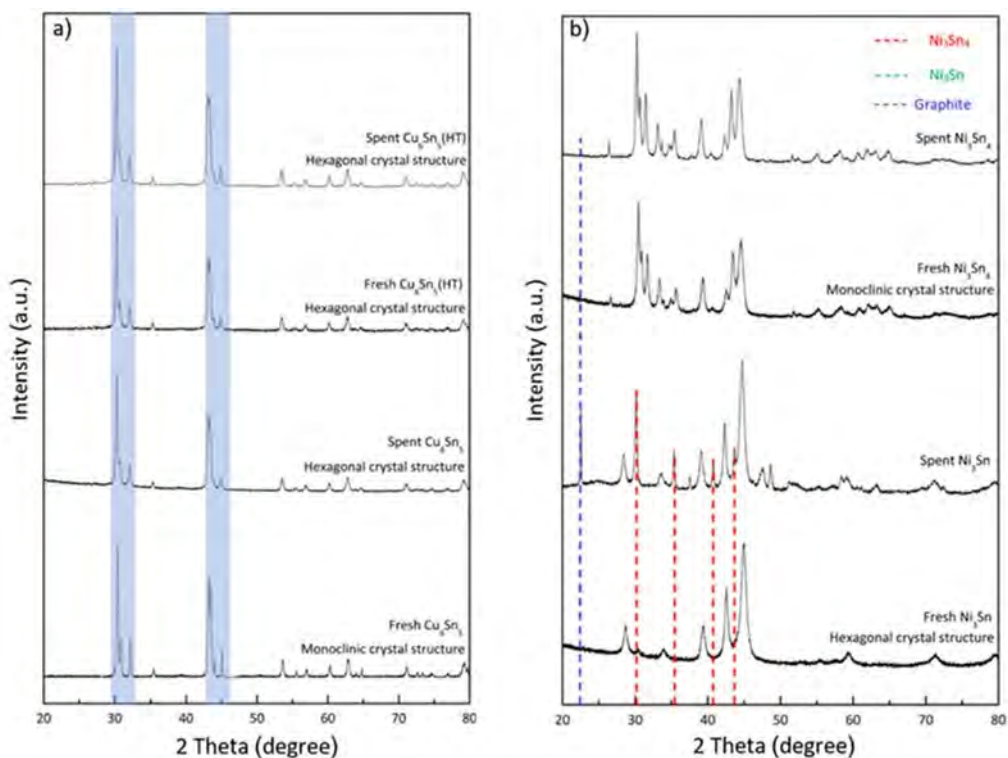 a)
Spent Cu₆Sn₅(HT)
Hexagonal crystal structure
Fresh Cu₆Sn₅(HT)
Hexagonal crystal structure
Spent Cu₆Sn₅
Hexagonal crystal structure
Fresh Cu₆Sn₅
Monoclinic crystal structure
Intensity (a.u.)
20 30 40 50 60 70 80
2 Theta (degree)
b)
Ni₃Sn₄
Ni₃Sn
Graphite
Spent Ni₃Sn₄
Fresh Ni₃Sn₄
Monoclinic crystal structure
Spent Ni₃Sn
Fresh Ni₃Sn
Hexagonal crystal structure
Intensity (a.u.)
20 30 40 50 60 70 80
2 Theta (degree)